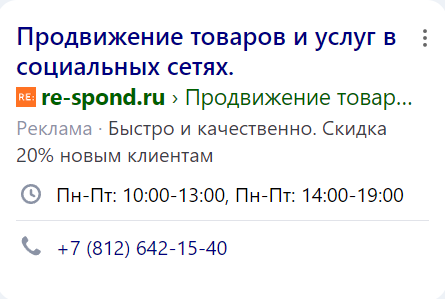 Продвижение товаров и услуг в
социальных сетях.
RE: re-spond.ru › Продвижение товар...
Реклама · Быстро и качественно. Скидка
20% новым клиентам
Пн-Пт: 10:00-13:00, Пн-Пт: 14:00-19:00
+7 (812) 642-15-40